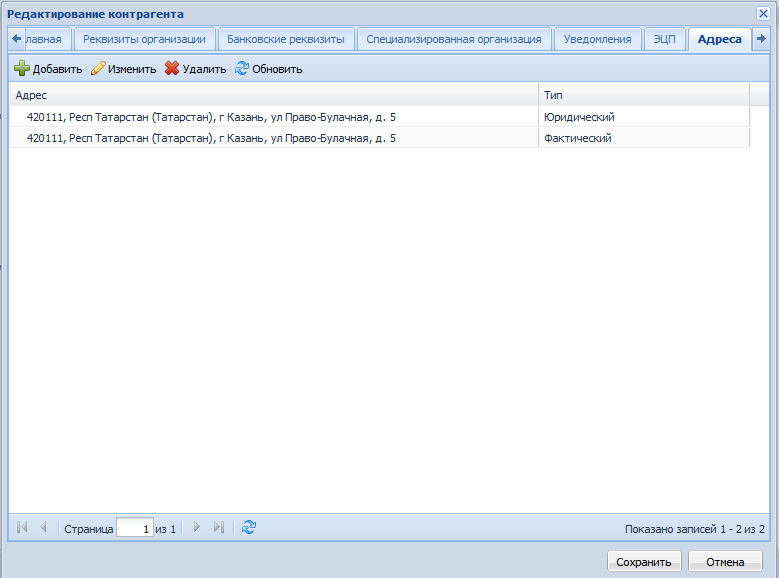 Редактирование контрагента
лавная Реквизиты организации Банковские реквизиты Специализированная организация Уведомления ЭЦП Адреса
Добавить Изменить Удалить Обновить
Адрес Тип
420111, Респ Татарстан (Татарстан), г Казань, ул Право-Булачная, д. 5 Юридический
420111, Респ Татарстан (Татарстан), г Казань, ул Право-Булачная, д. 5 Фактический
Страница 1 из 1 Показано записей 1 - 2 из 2
Сохранить Отмена